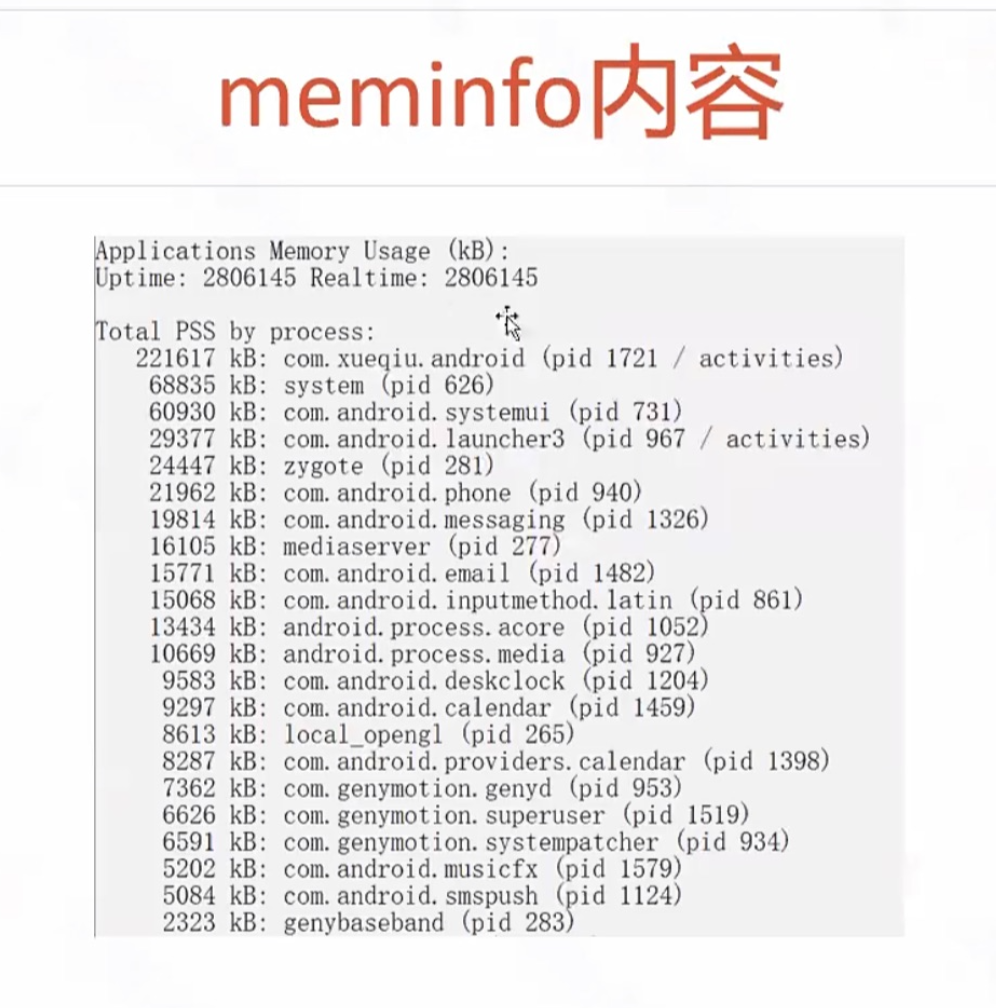 meminfo内容
Applications Memory Usage (kB):
Uptime: 2806145 Realtime: 2806145
Total PSS by process:
221617 kB: com.xueqiu.android (pid 1721 / activities)
68835 kB: system (pid 626)
60930 kB: com.android.systemui (pid 731)
29377 kB: com.android.launcher3 (pid 967 / activities)
24447 kB: zygote (pid 281)
21962 kB: com.android.phone (pid 940)
19814 kB: com.android.messaging (pid 1326)
16105 kB: mediaserver (pid 277)
15771 kB: com.android.email (pid 1482)
15068 kB: com.android.inputmethod.latin (pid 861)
13434 kB: android.process.acore (pid 1052)
10669 kB: android.process.media (pid 927)
9583 kB: com.android.deskclock (pid 1204)
9297 kB: com.android.calendar (pid 1459)
8613 kB: local_opengl (pid 265)
8287 kB: com.android.providers.calendar (pid 1398)
7362 kB: com.genymotion.genyd (pid 953)
6626 kB: com.genymotion.superuser (pid 1519)
6591 kB: com.genymotion.systempatcher (pid 934)
5202 kB: com.android.musicfx (pid 1579)
5084 kB: com.android.smspush (pid 1124)
2323 kB: genybaseband (pid 283)